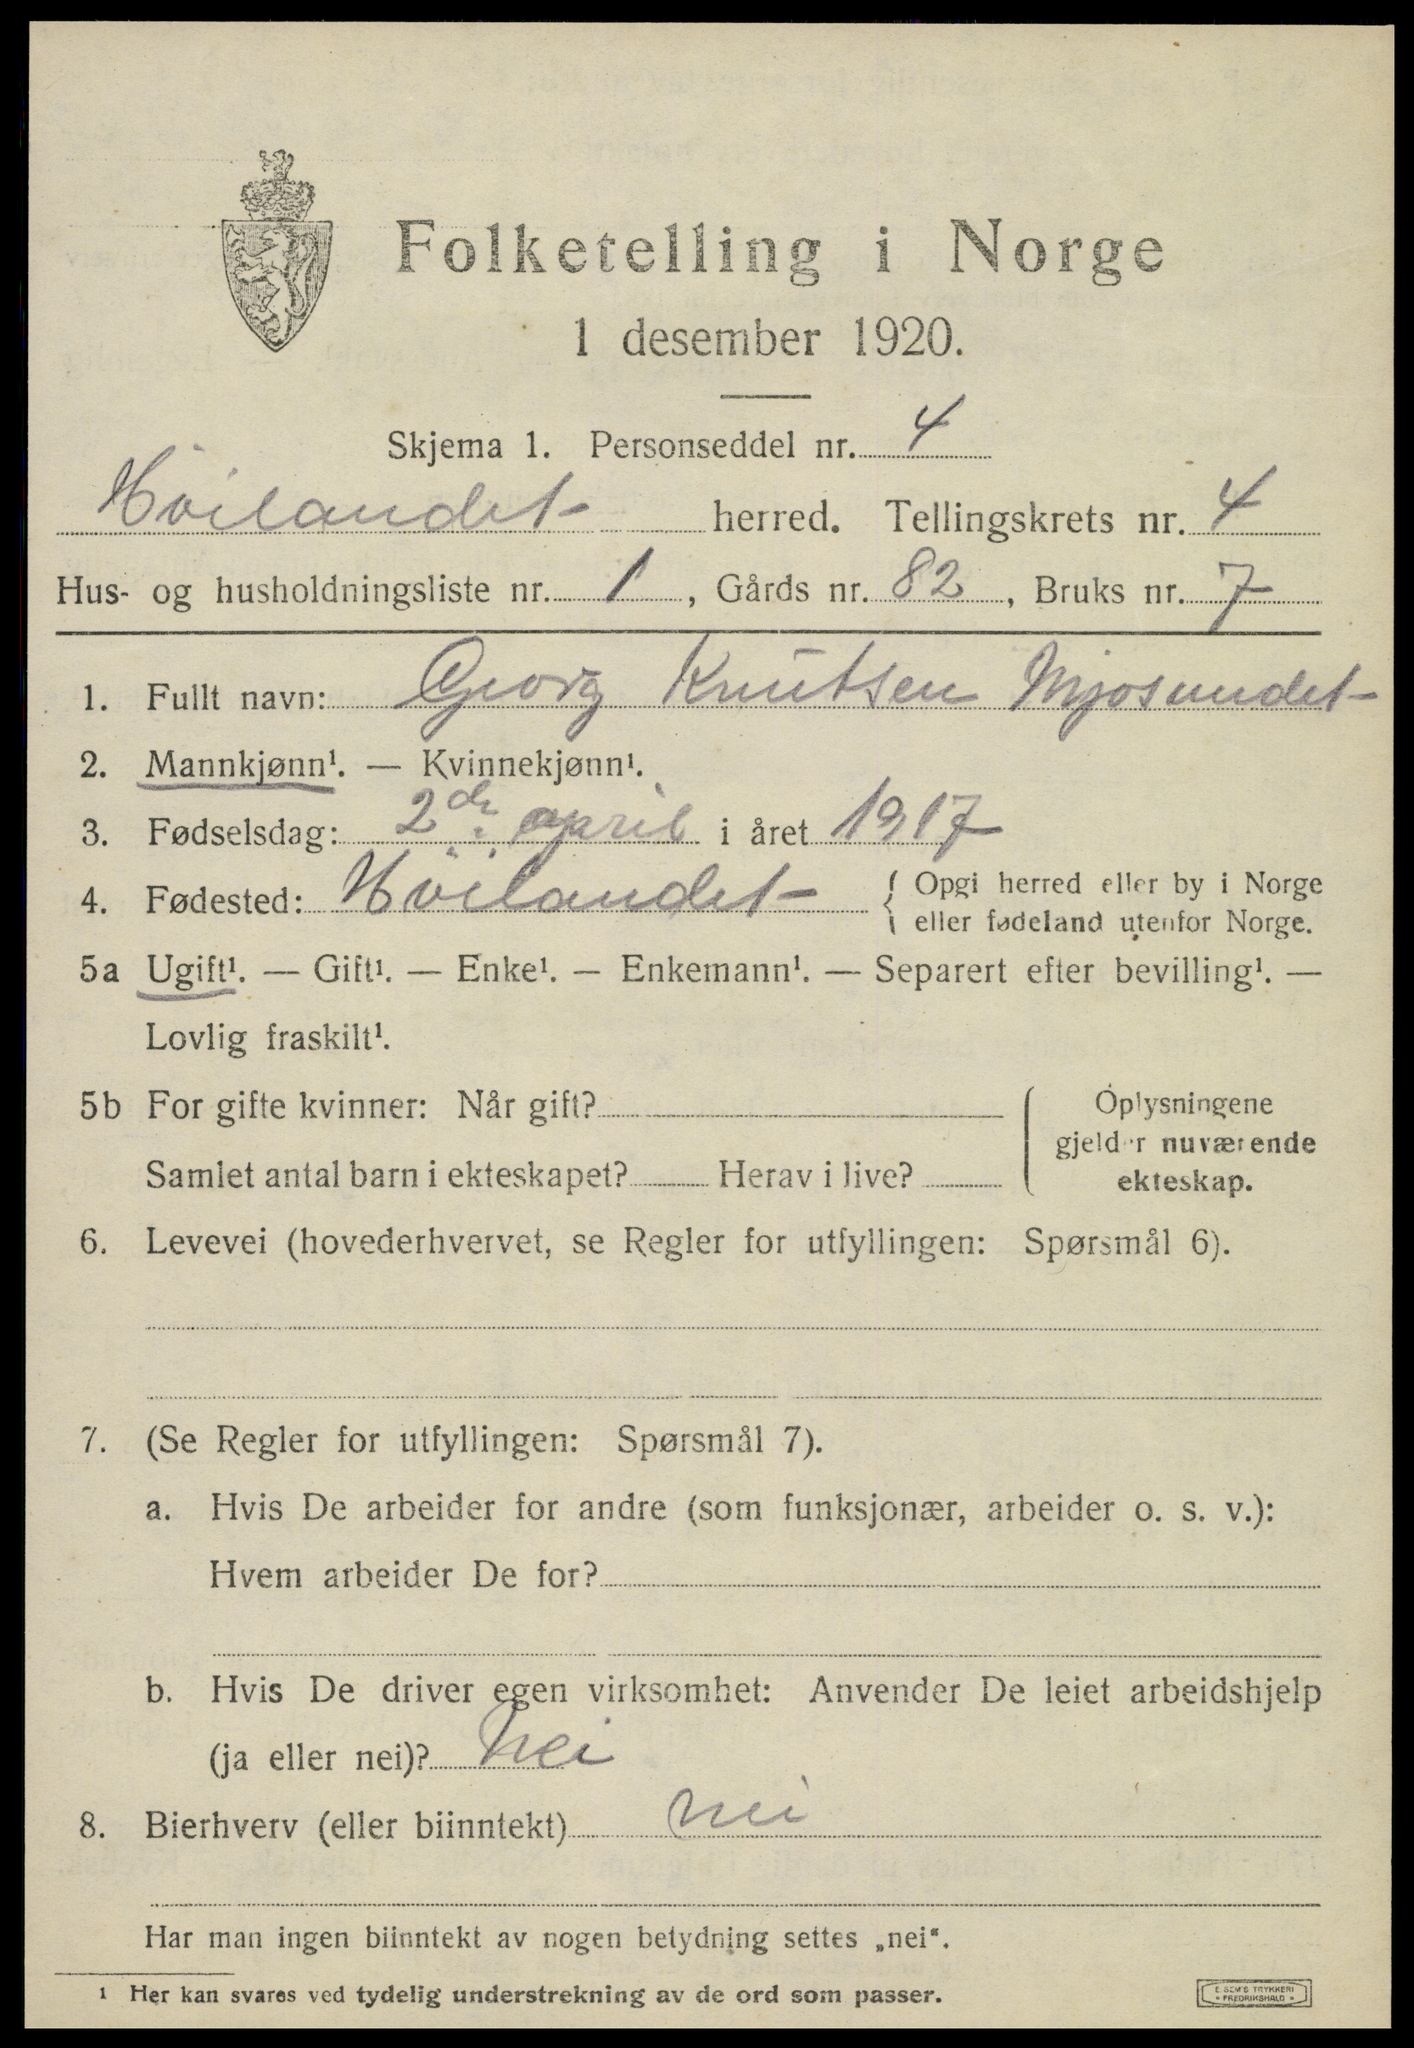 Folketelling i Norge
1 desember 1920.
Skjema 1. Personseddel nr. 4
Höilandet herred. Tellingskrets nr. 4
Hus- og husholdningsliste nr. 1, Gårds nr. 82, Bruks nr. 7
1. Fullt navn: Georg Knutsen Mjosundet
2. Mannkjønn¹. — Kvinnekjønn¹.
3. Fødselsdag: 2de april i året 1917
4. Fødested: Höilandet { Opgi herred eller by i Norge
eller fødeland utenfor Norge.
5a Ugift¹. — Gift¹. — Enke¹. — Enkemann¹. — Separert efter bevilling¹. —
Lovlig fraskilt¹.
5b For gifte kvinner: Når gift?
Samlet antal barn i ekteskapet? Herav i live?
Oplysningene
gjelder nuværende
ekteskap.
6. Levevei (hovederhvervet, se Regler for utfyllingen: Spørsmål 6).
7. (Se Regler for utfyllingen: Spørsmål 7).
a. Hvis De arbeider for andre (som funksjonær, arbeider o. s. v.):
Hvem arbeider De for?
b. Hvis De driver egen virksomhet: Anvender De leiet arbeidshjelp
(ja eller nei)? Nei
8. Bierhverv (eller biinntekt) nei
Har man ingen biinntekt av nogen betydning settes „nei“.
¹ Her kan svares ved tydelig understrekning av de ord som passer.
E. SEM'S TRYKKERI
FREDRIKSHALD